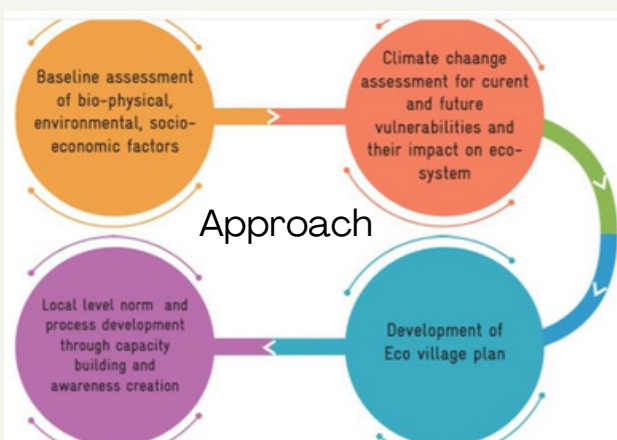 Baseline assessment
of bio-physical,
environmental, socio-
economic factors
Climate chaange
assessment for curent
and future
vulnerabilities and
their impact on eco-
system
Approach
Local level norm and
process development
through capacity
building and
awareness creation
Development of
Eco village plan